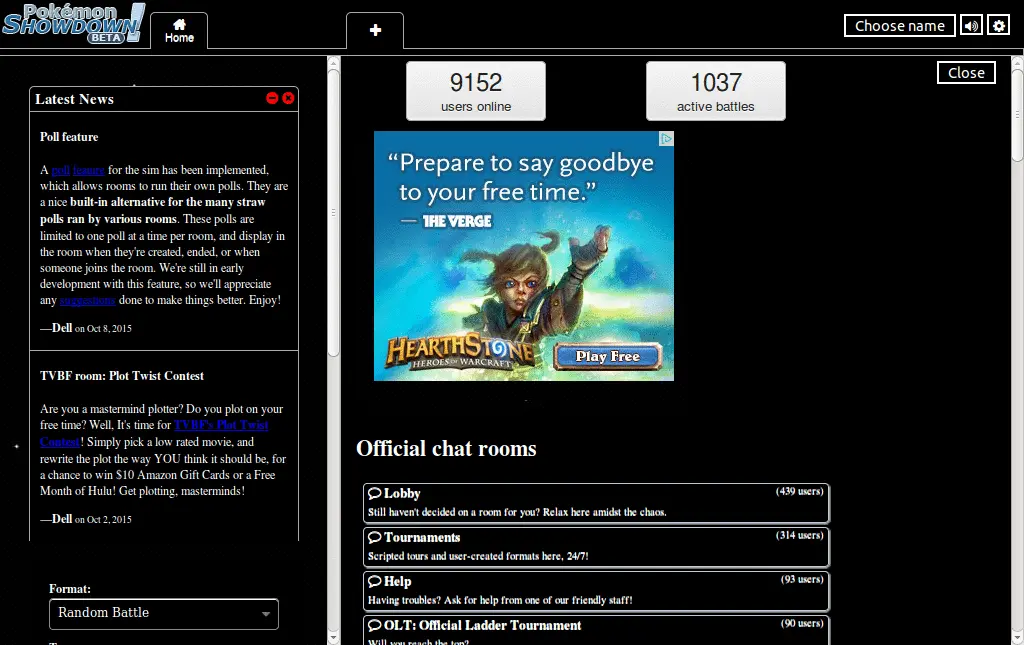 Pokémon
SHOWDOWN!
BETA
Home
Choose name
Latest News
Poll feature
A poll feature for the sim has been implemented,
which allows rooms to run their own polls. They are
a nice built-in alternative for the many straw
polls ran by various rooms. These polls are
limited to one poll at a time per room, and display in
the room when they're created, ended, or when
someone joins the room. We're still in early
development with this feature, so we'll appreciate
any suggestions done to make things better. Enjoy!
—Dell on Oct 8, 2015
TVBF room: Plot Twist Contest
Are you a mastermind plotter? Do you plot on your
free time? Well, It's time for TVBF's Plot Twist
Contest! Simply pick a low rated movie, and
rewrite the plot the way YOU think it should be, for
a chance to win $10 Amazon Gift Cards or a Free
Month of Hulu! Get plotting, masterminds!
—Dell on Oct 2, 2015
Format:
Random Battle
9152
users online
1037
active battles
Close
“Prepare to say goodbye
to your free time.”
— THE VERGE
HEARTHSTONE
HEROES OF WARCRAFT
Play Free
Official chat rooms
Lobby (439 users)
Still haven't decided on a room for you? Relax here amidst the chaos.
Tournaments (314 users)
Scripted tours and user-created formats here, 24/7!
Help (93 users)
Having troubles? Ask for help from one of our friendly staff!
OLT: Official Ladder Tournament (90 users)
Will you reach the top?